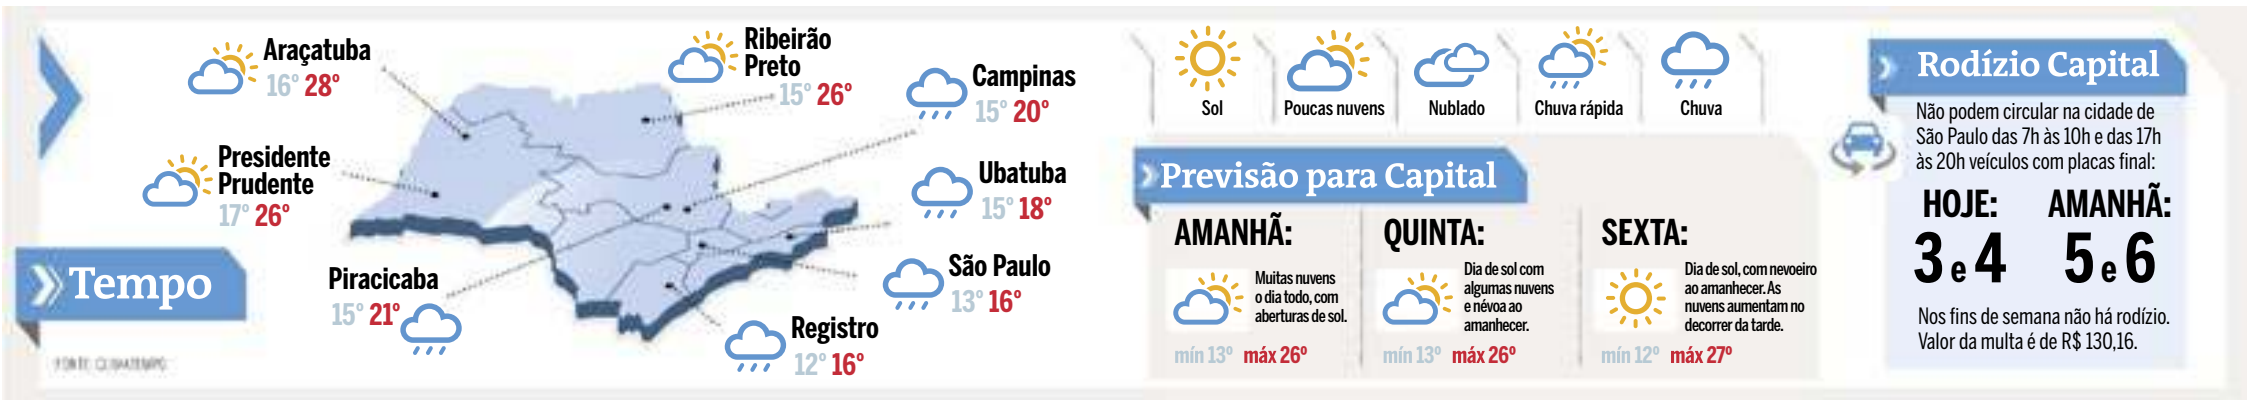 Tempo
Araçatuba
16° 28°
Presidente
Prudente
17° 26°
Piracicaba
15° 21°
Ribeirão
Preto
15° 26°
Campinas
15° 20°
Ubatuba
15° 18°
São Paulo
13° 16°
Registro
12° 16°
FONTE: CLIMATEMPO
Sol
Poucas nuvens
Nublado
Chuva rápida
Chuva
Previsão para Capital
AMANHÃ:
Muitas nuvens
o dia todo, com
aberturas de sol.
mín 13° máx 26°
QUINTA:
Dia de sol com
algumas nuvens
e névoa ao
amanhecer.
mín 13° máx 26°
SEXTA:
Dia de sol, com nevoeiro
ao amanhecer. As
nuvens aumentam no
decorrer da tarde.
mín 12° máx 27°
Rodízio Capital
Não podem circular na cidade de
São Paulo das 7h às 10h e das 17h
às 20h veículos com placas final:
HOJE:
3 e 4
AMANHÃ:
5 e 6
Nos fins de semana não há rodízio.
Valor da multa é de R$ 130,16.